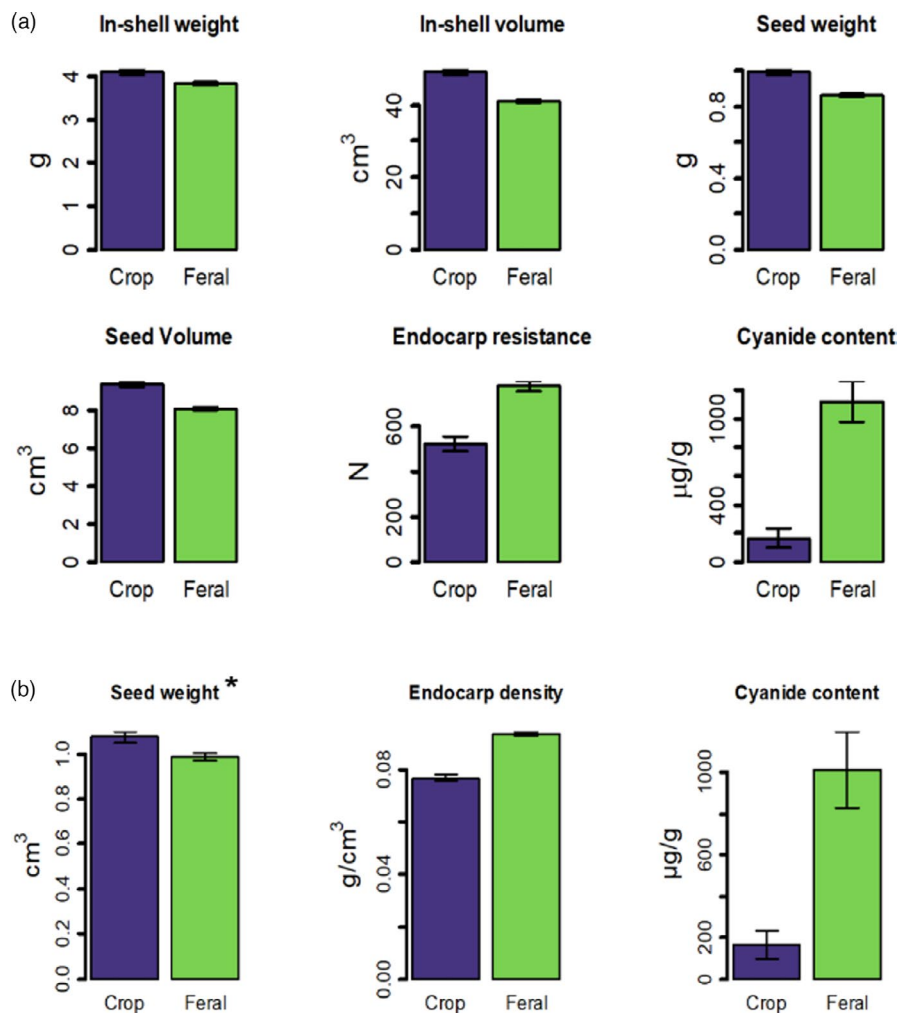 (a)
In-shell weight
g
0 1 2 3 4
Crop Feral
In-shell volume
cm3
0 20 40
Crop Feral
Seed weight
g
0.0 0.4 0.8
Crop Feral
Seed Volume
cm3
0 2 4 6 8
Crop Feral
Endocarp resistance
N
0 200 600
Crop Feral
Cyanide content
µg/g
0 400 1000
Crop Feral
(b)
Seed weight *
cm3
0.0 0.2 0.4 0.6 0.8 1.0
Crop Feral
Endocarp density
g/cm3
0.00 0.04 0.08
Crop Feral
Cyanide content
µg/g
0 200 600 1000
Crop Feral